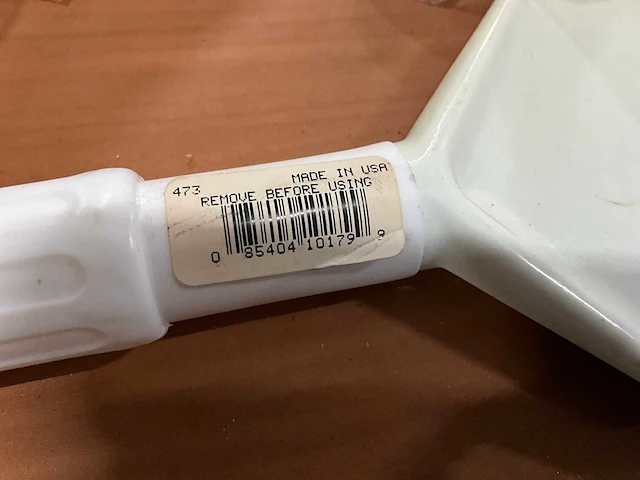 473 MADE IN USA
REMOVE BEFORE USING
0 85404 10179 9